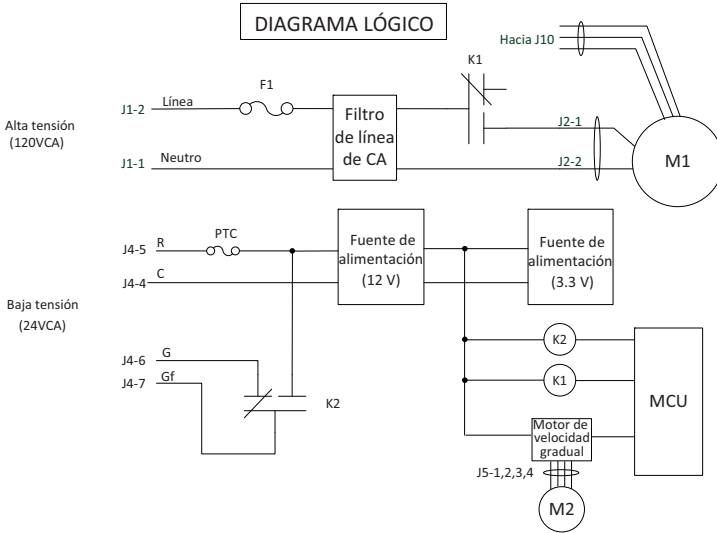 DIAGRAMA LÓGICO
Hacia J10
K1
F1
J1-2
Línea
Alta tensión
(120VCA)
Filtro
de línea
de CA
J2-1
M1
J1-1
Neutro
J2-2
PTC
J4-5
R
Fuente de
alimentación
(12 V)
Fuente de
alimentación
(3.3 V)
J4-4
C
Baja tensión
(24VCA)
K2
J4-6
G
J4-7
Gf
K2
K1
MCU
Motor de
velocidad
gradual
J5-1,2,3,4
M2